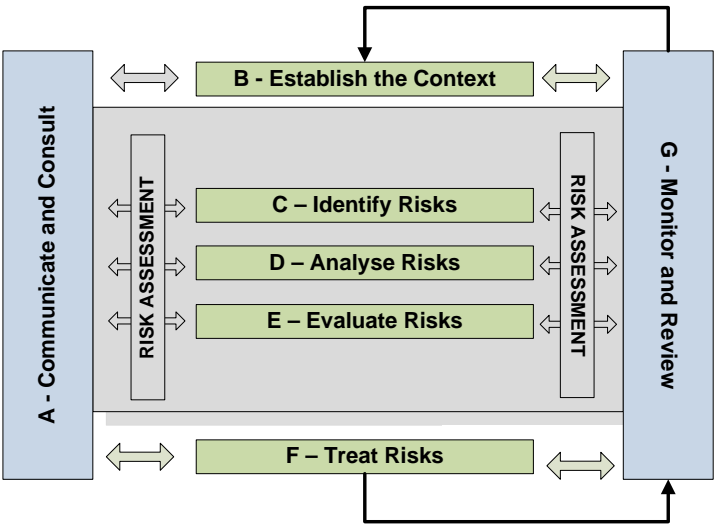 A - Communicate and Consult
B - Establish the Context
RISK ASSESSMENT
C – Identify Risks
D – Analyse Risks
E – Evaluate Risks
RISK ASSESSMENT
F – Treat Risks
G - Monitor and Review